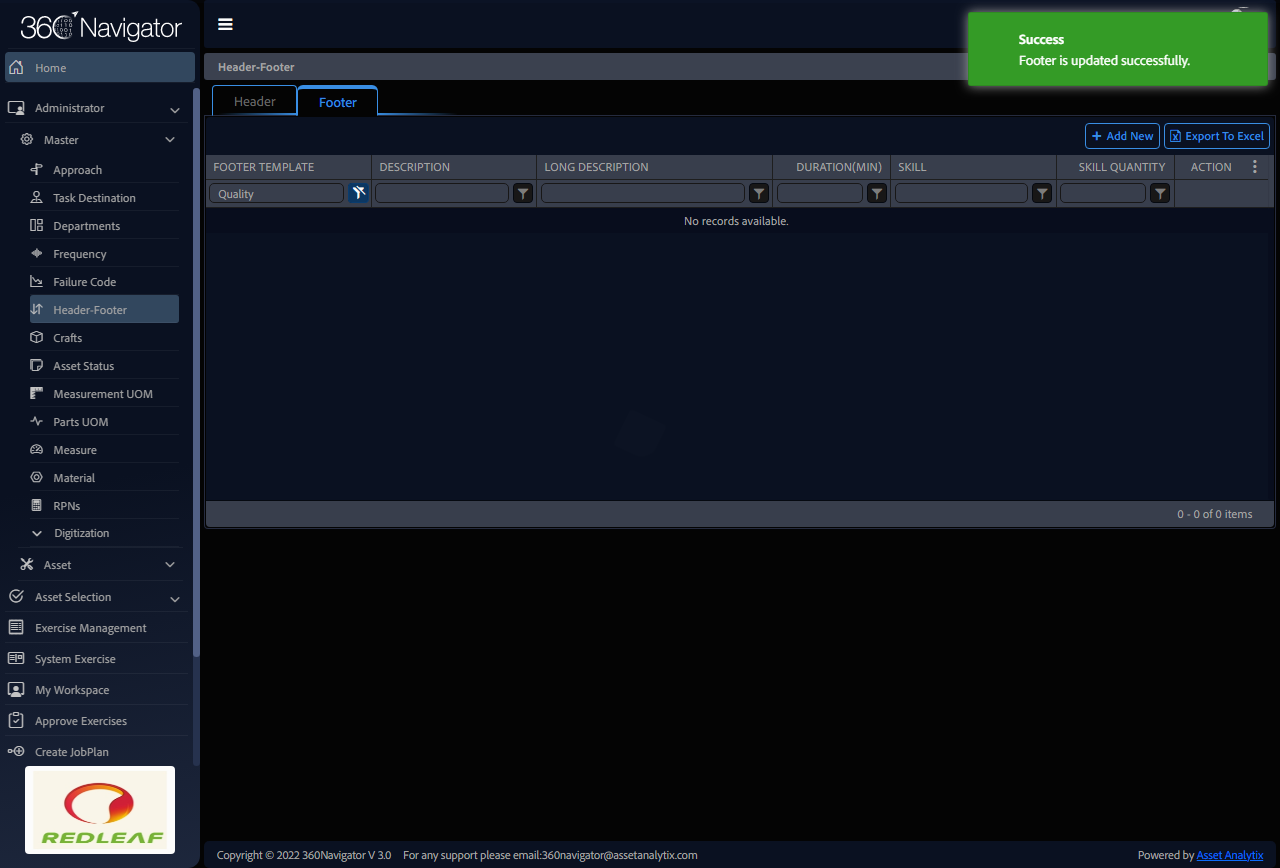 360 Navigator
Success
Footer is updated successfully.
Home
Header-Footer
Header
Footer
Administrator
Master
Add New
Export To Excel
FOOTER TEMPLATE
DESCRIPTION
LONG DESCRIPTION
DURATION(MIN)
SKILL
SKILL QUANTITY
ACTION
Quality
No records available.
Approach
Task Destination
Departments
Frequency
Failure Code
Header-Footer
Crafts
Asset Status
Measurement UOM
Parts UOM
Measure
Material
RPNs
Digitization
0 - 0 of 0 items
Asset
Asset Selection
Exercise Management
System Exercise
My Workspace
Approve Exercises
Create JobPlan
REDLEAF
Copyright © 2022 360Navigator V 3.0
For any support please email:360navigator@assetanalytix.com
Powered by Asset Analytix